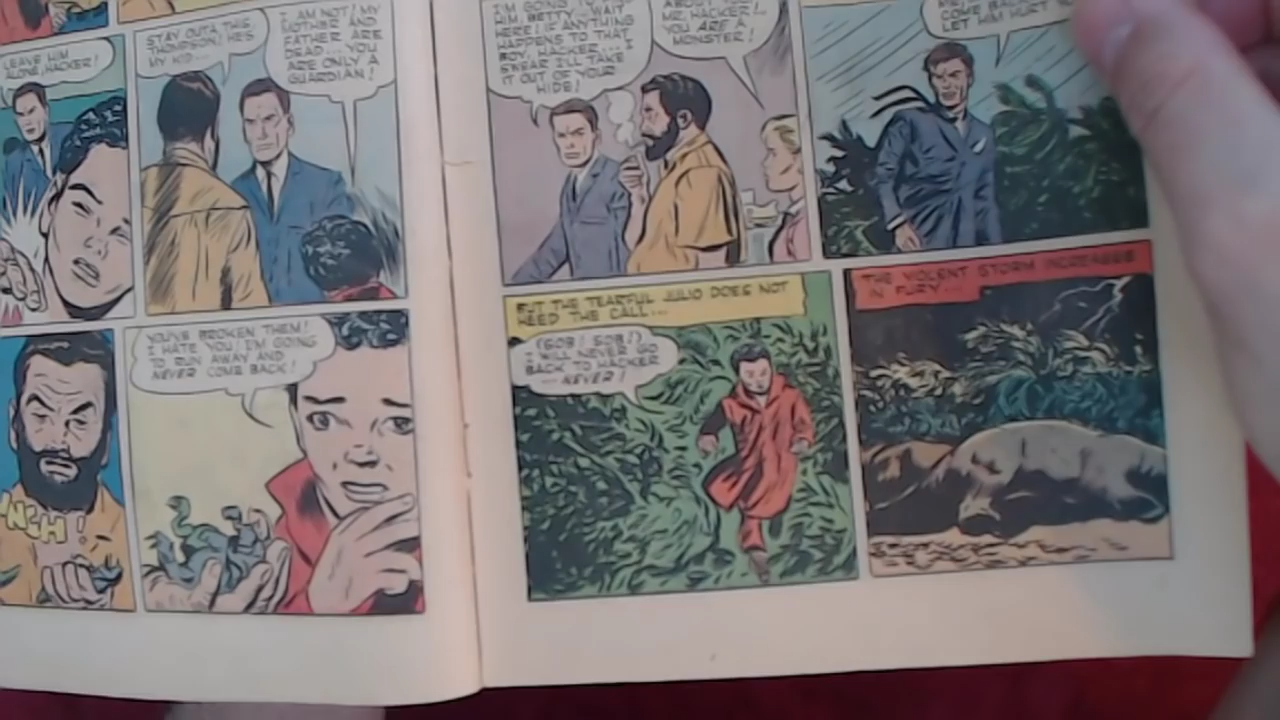 LEAVE HIM
ALONE, HACKER!
STAY OUTA THIS
THOMPSON! HE'S
MY KID...
I AM NOT! MY
MOTHER AND
FATHER ARE
DEAD... YOU
ARE ONLY A
GUARDIAN!
NCH!
YOU'VE BROKEN THEM!
I HATE YOU! I'M GOING
TO RUN AWAY AND
NEVER COME BACK!
I'M GOING
HIM, BETTY. WAIT
HERE! IF ANYTHING
HAPPENS TO THAT
BOY, HACKER... I
SWEAR I'LL TAKE
IT OUT OF YOUR
HIDE!
ABOUT
MR. HACKER!..
YOU ARE A
MONSTER!
COME BACK
LET HIM HURT
BUT THE TEARFUL JULIO DOES NOT
HEED THE CALL...
(SOB! SOB!)
I WILL NEVER GO
BACK TO HACKER
... NEVER!
THE VIOLENT STORM INCREASES
IN FURY...